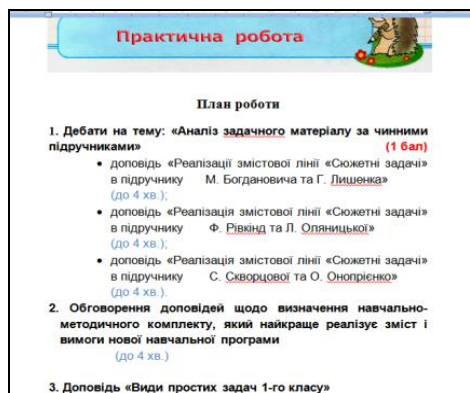 Практична робота
План роботи
1. Дебати на тему: «Аналіз задачного матеріалу за чинними
підручниками» (1 бал)
• доповідь «Реалізації змістової лінії «Сюжетні задачі»
в підручнику М. Богдановича та Г. Лишенка»
(до 4 хв.);
• доповідь «Реалізація змістової лінії «Сюжетні задачі»
в підручнику Ф. Рівкінд та Л. Оляницької»
(до 4 хв.);
• доповідь «Реалізація змістової лінії «Сюжетні задачі»
в підручнику С. Скворцової та О. Онопрієнко»
(до 4 хв.).
2. Обговорення доповідей щодо визначення навчально-
методичного комплекту, який найкраще реалізує зміст і
вимоги нової навчальної програми
(до 4 хв.)
3. Доповідь «Види простих задач 1-го класу»